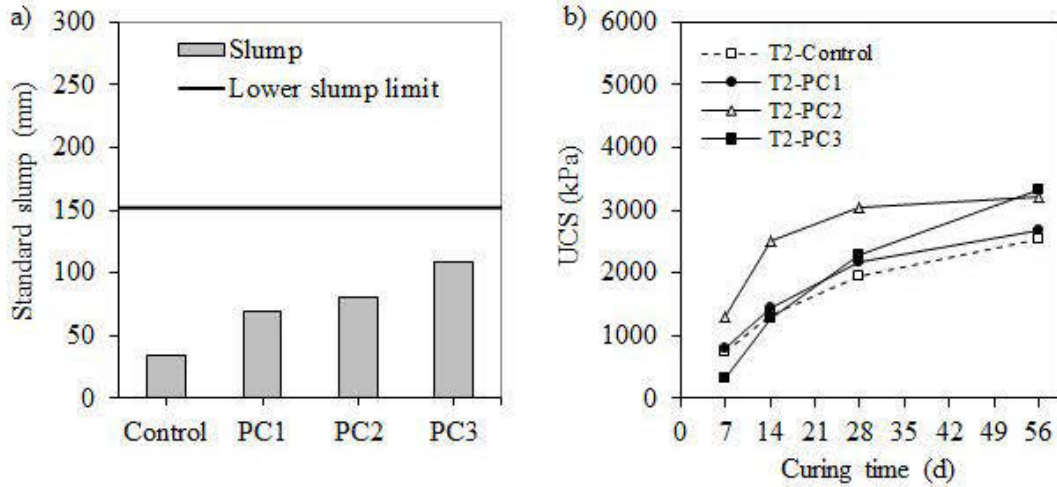 a)
Standard slump (mm)
300
250
200
150
100
50
0
Slump
Lower slump limit
Control PC1 PC2 PC3
b)
UCS (kPa)
6000
5000
4000
3000
2000
1000
0
T2-Control
T2-PC1
T2-PC2
T2-PC3
0 7 14 21 28 35 42 49 56
Curing time (d)